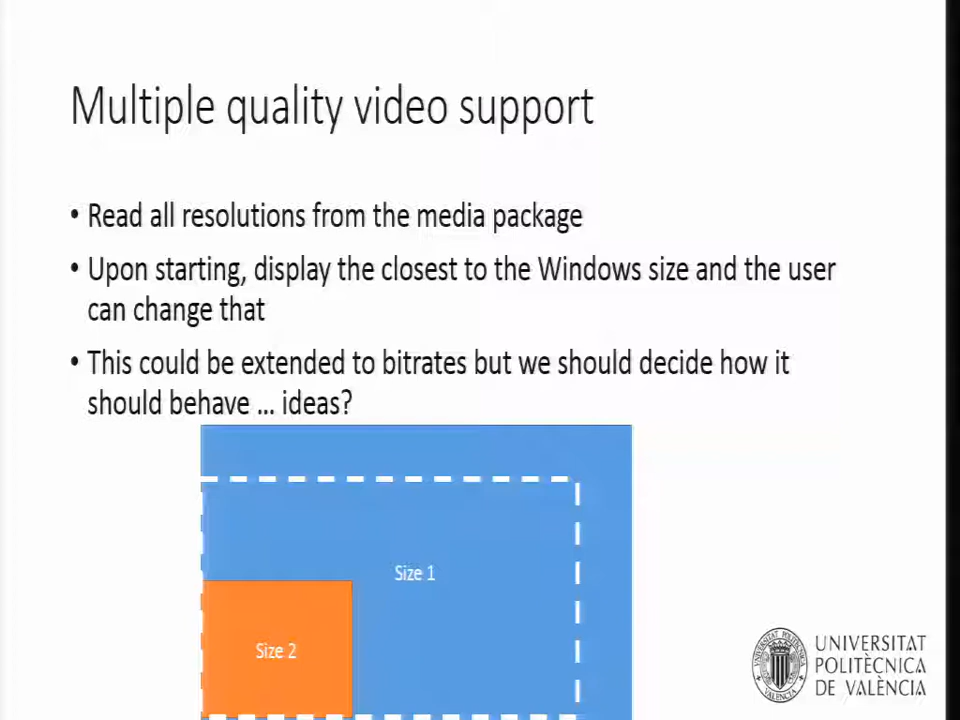 Multiple quality video support
• Read all resolutions from the media package
• Upon starting, display the closest to the Windows size and the user
can change that
• This could be extended to bitrates but we should decide how it
should behave ... ideas?
Size 1
Size 2
UNIVERSITAT
POLITÈCNICA
DE VALÈNCIA